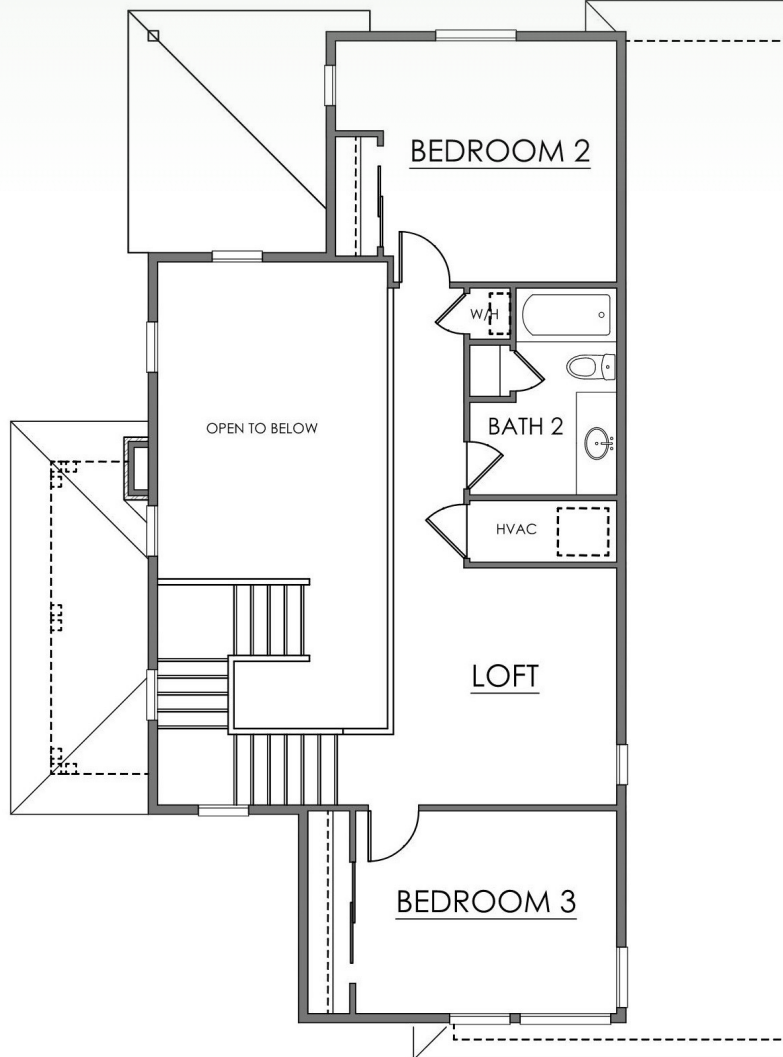 BEDROOM 2
W/H
OPEN TO BELOW
BATH 2
HVAC
LOFT
BEDROOM 3